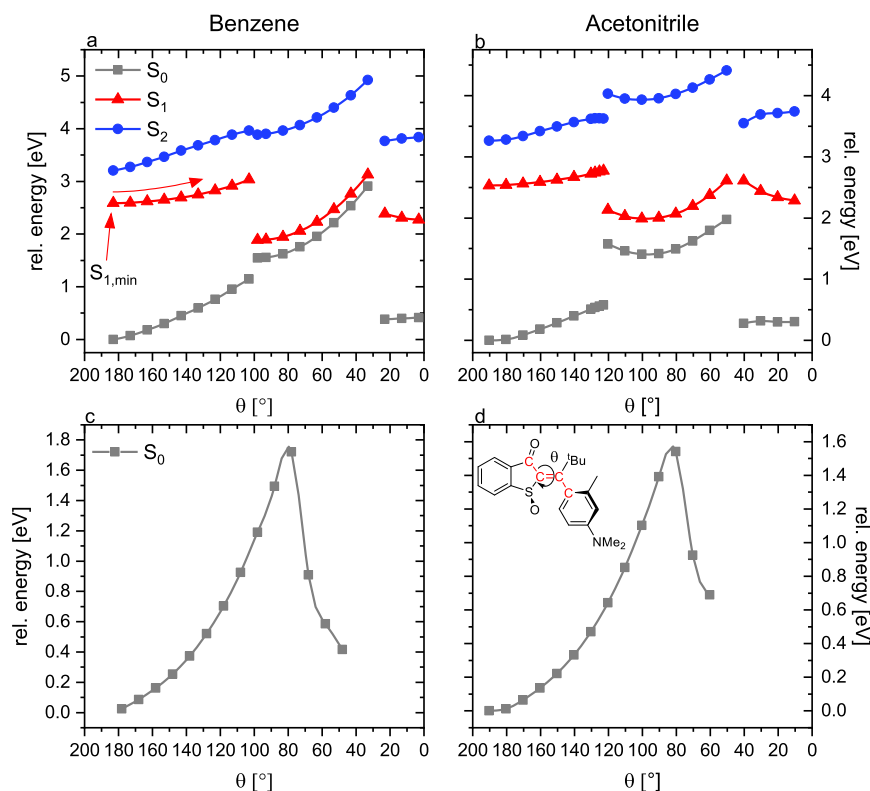 Benzene
Acetonitrile
a
b
S0
S1
S2
S1,min
rel. energy [eV]
5
4
3
2
1
0
200 180 160 140 120 100 80 60 40 20 0
θ [°]
rel. energy [eV]
4
3
2
1
0
200 180 160 140 120 100 80 60 40 20 0
θ [°]
c
d
S0
rel. energy [eV]
1.8
1.6
1.4
1.2
1.0
0.8
0.6
0.4
0.2
0.0
200 180 160 140 120 100 80 60 40 20 0
θ [°]
O
θ
tBu
C
C
C
C
S
O
NMe2
rel. energy [eV]
1.6
1.4
1.2
1.0
0.8
0.6
0.4
0.2
0.0
200 180 160 140 120 100 80 60 40 20 0
θ [°]